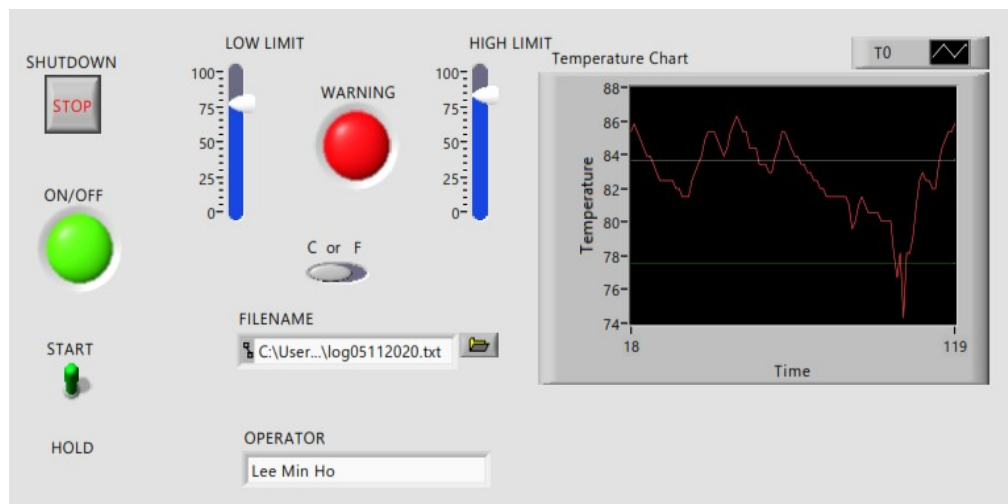 SHUTDOWN
STOP
ON/OFF
START
HOLD
LOW LIMIT
100
75
50
25
0
WARNING
C or F
HIGH LIMIT
100
75
50
25
0
FILENAME
C:\User...\log05112020.txt
OPERATOR
Lee Min Ho
Temperature Chart
T0
Temperature
88
86
84
82
80
78
76
74
18
119
Time